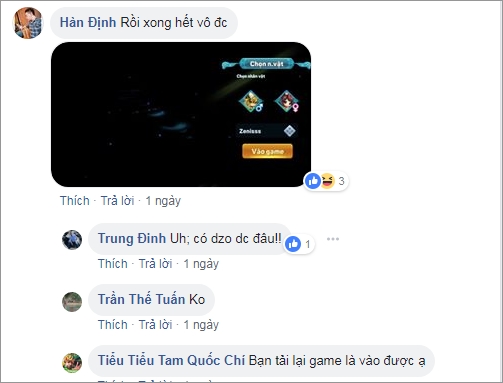 Hàn Định Rồi xong hết vô đc
Chọn n.vật
Chọn nhân vật
Zenisss
Vào game
3
Thích · Trả lời · 1 ngày
Trung Đinh Uh; có dzo dc đâu!!
1
Thích · Trả lời · 1 ngày
Trần Thế Tuấn Ko
Thích · Trả lời · 1 ngày
Tiểu Tiểu Tam Quốc Chí Bạn tải lại game là vào được ạ